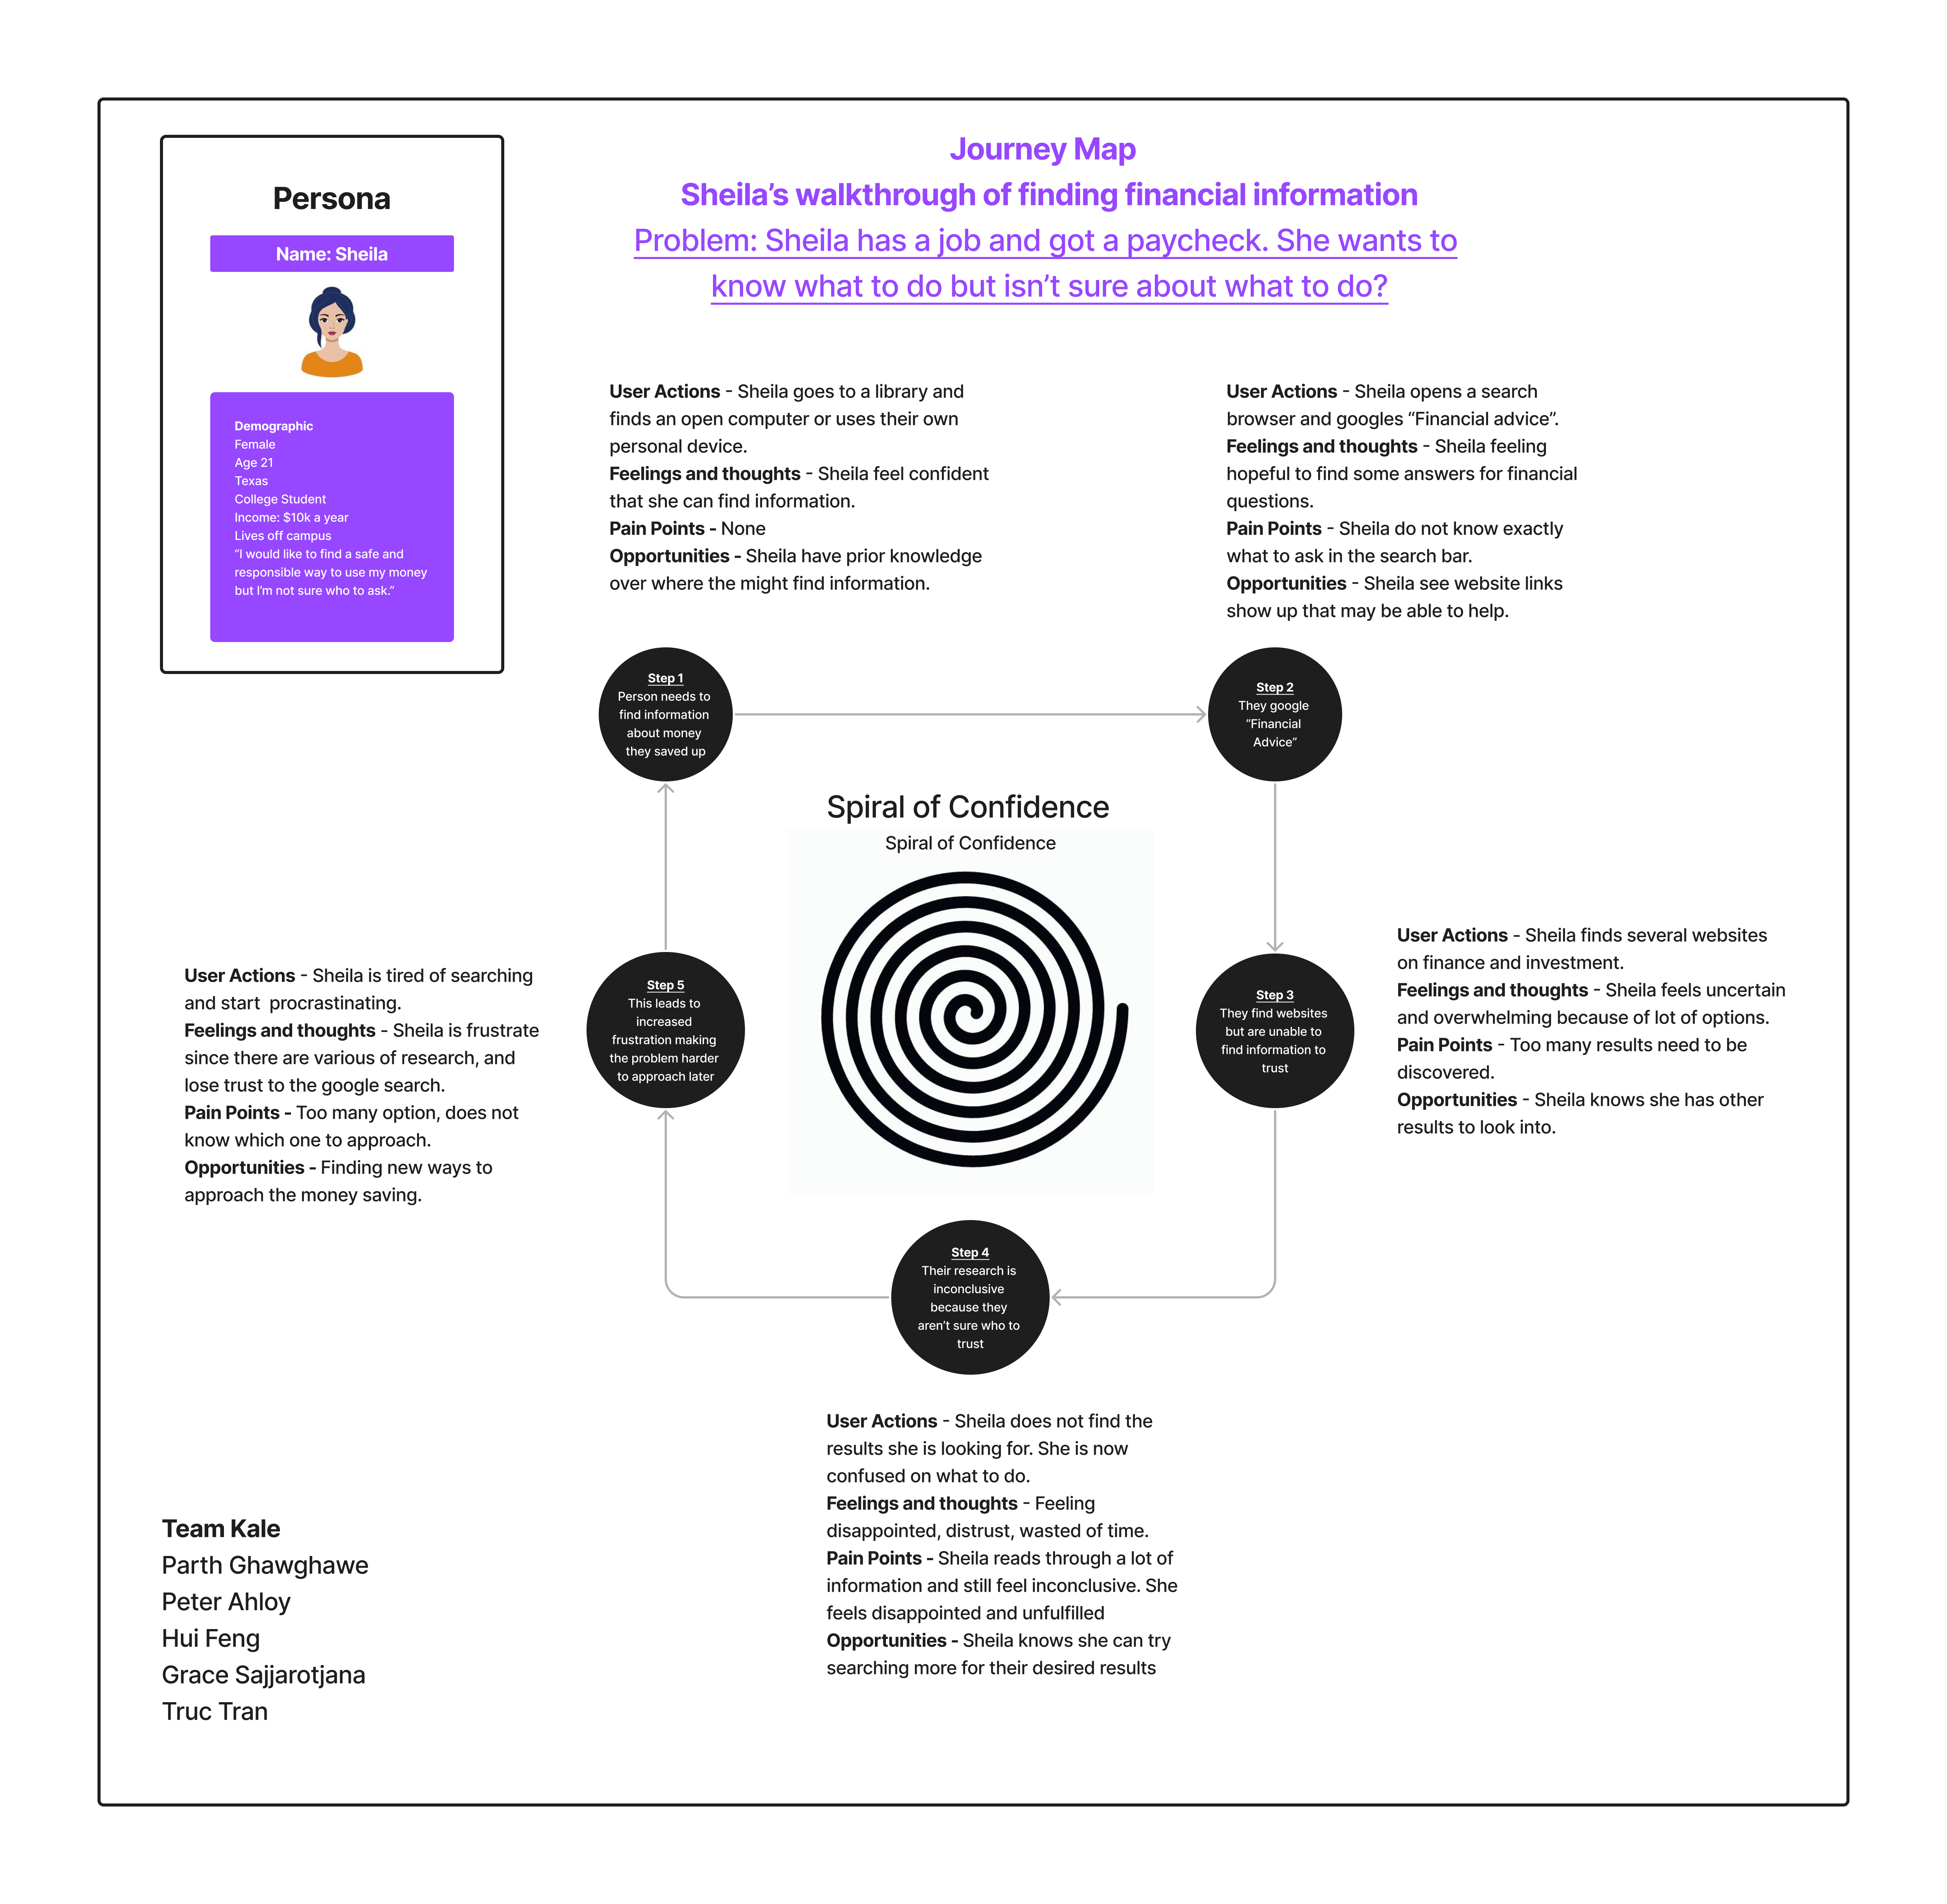 Persona
Name: Sheila
Demographic
Female
Age 21
Texas
College Student
Income: $10k a year
Lives off campus
“I would like to find a safe and
responsible way to use my money
but I’m not sure who to ask.”
Journey Map
Sheila’s walkthrough of finding financial information
Problem: Sheila has a job and got a paycheck. She wants to
know what to do but isn’t sure about what to do?
User Actions - Sheila goes to a library and
finds an open computer or uses their own
personal device.
Feelings and thoughts - Sheila feel confident
that she can find information.
Pain Points - None
Opportunities - Sheila have prior knowledge
over where the might find information.
User Actions - Sheila opens a search
browser and googles “Financial advice”.
Feelings and thoughts - Sheila feeling
hopeful to find some answers for financial
questions.
Pain Points - Sheila do not know exactly
what to ask in the search bar.
Opportunities - Sheila see website links
show up that may be able to help.
Step 1
Person needs to
find information
about money
they saved up
Step 2
They google
“Financial
Advice”
Spiral of Confidence
Spiral of Confidence
User Actions - Sheila finds several websites
on finance and investment.
Feelings and thoughts - Sheila feels uncertain
and overwhelming because of lot of options.
Pain Points - Too many results need to be
discovered.
Opportunities - Sheila knows she has other
results to look into.
Step 3
They find websites
but are unable to
find information to
trust
User Actions - Sheila is tired of searching
and start  procrastinating.
Feelings and thoughts - Sheila is frustrate
since there are various of research, and
lose trust to the google search.
Pain Points - Too many option, does not
know which one to approach.
Opportunities - Finding new ways to
approach the money saving.
Step 5
This leads to
increased
frustration making
the problem harder
to approach later
Step 4
Their research is
inconclusive
because they
aren’t sure who to
trust
User Actions - Sheila does not find the
results she is looking for. She is now
confused on what to do.
Feelings and thoughts - Feeling
disappointed, distrust, wasted of time.
Pain Points - Sheila reads through a lot of
information and still feel inconclusive. She
feels disappointed and unfulfilled
Opportunities - Sheila knows she can try
searching more for their desired results
Team Kale
Parth Ghawghawe
Peter Ahloy
Hui Feng
Grace Sajjarotjana
Truc Tran